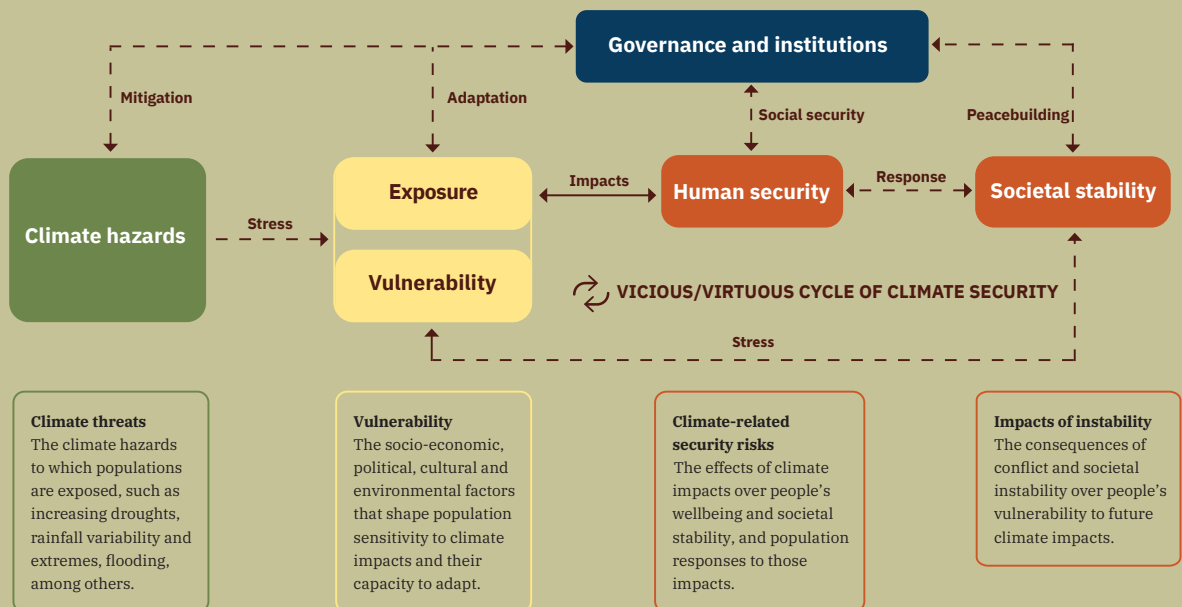 Governance and institutions
Mitigation
Adaptation
Social security
Peacebuilding
Climate hazards
Stress
Exposure
Vulnerability
Impacts
Human security
Response
Societal stability
VICIOUS/VIRTUOUS CYCLE OF CLIMATE SECURITY
Stress
Climate threats
The climate hazards
to which populations
are exposed, such as
increasing droughts,
rainfall variability and
extremes, flooding,
among others.
Vulnerability
The socio-economic,
political, cultural and
environmental factors
that shape population
sensitivity to climate
impacts and their
capacity to adapt.
Climate-related
security risks
The effects of climate
impacts over people's
wellbeing and societal
stability, and population
responses to those
impacts.
Impacts of instability
The consequences of
conflict and societal
instability over people's
vulnerability to future
climate impacts.